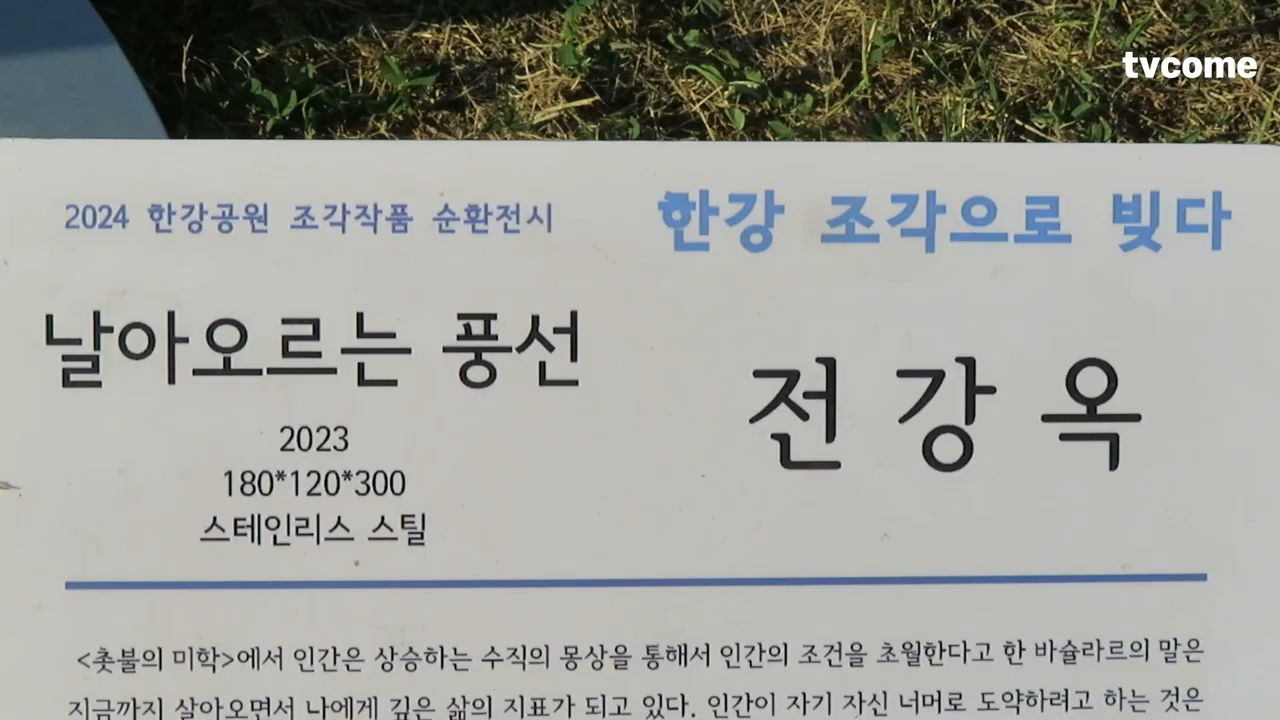 tvcome
2024 한강공원 조각작품 순환전시
한강 조각으로 빚다
날아오르는 풍선
2023
180*120*300
스테인리스 스틸
전강옥
<촛불의 미학>에서 인간은 상승하는 수직의 몽상을 통해서 인간의 조건을 초월한다고 한 바슐라르의 말은
지금까지 살아오면서 나에게 깊은 삶의 지표가 되고 있다. 인간이 자기 자신 너머로 도약하려고 하는 것은